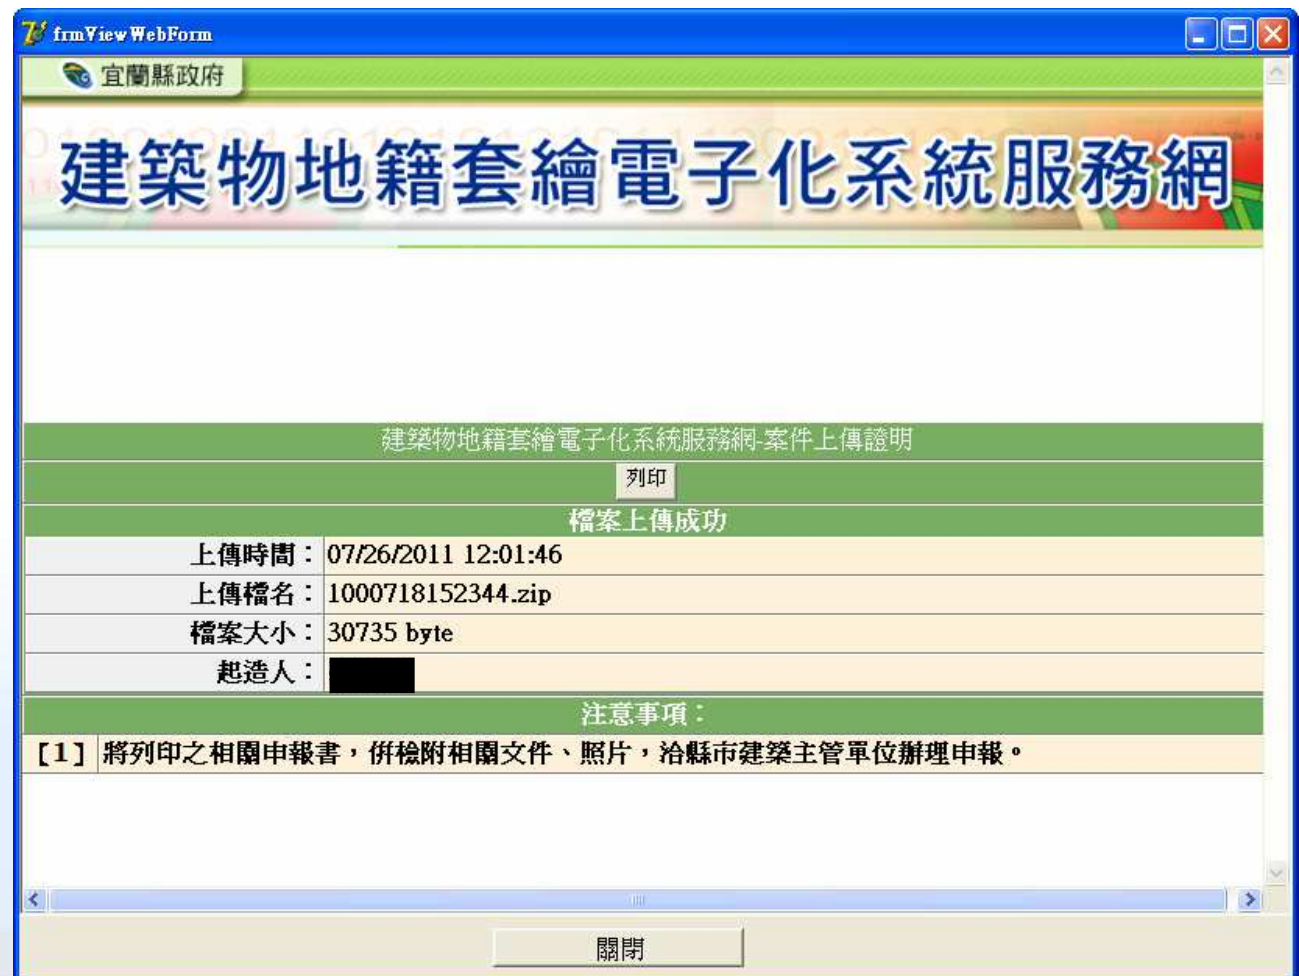 frmViewWebForm
宜蘭縣政府
建築物地籍套繪電子化系統服務網
建築物地籍套繪電子化系統服務網-案件上傳證明
列印
檔案上傳成功
上傳時間：07/26/2011 12:01:46
上傳檔名：1000718152344.zip
檔案大小：30735 byte
起造人：
注意事項：
[1] 將列印之相關申報書，併檢附相關文件、照片，洽縣市建築主管單位辦理申報。
關閉